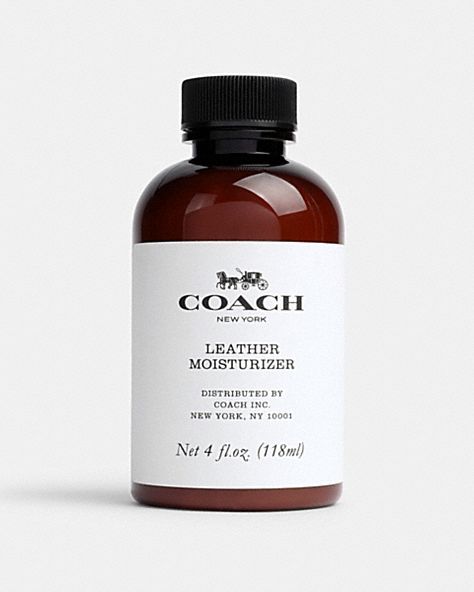 COACH
NEW YORK
LEATHER
MOISTURIZER
DISTRIBUTED BY
COACH INC.
NEW YORK, NY 10001
Net 4 fl.oz. (118ml)